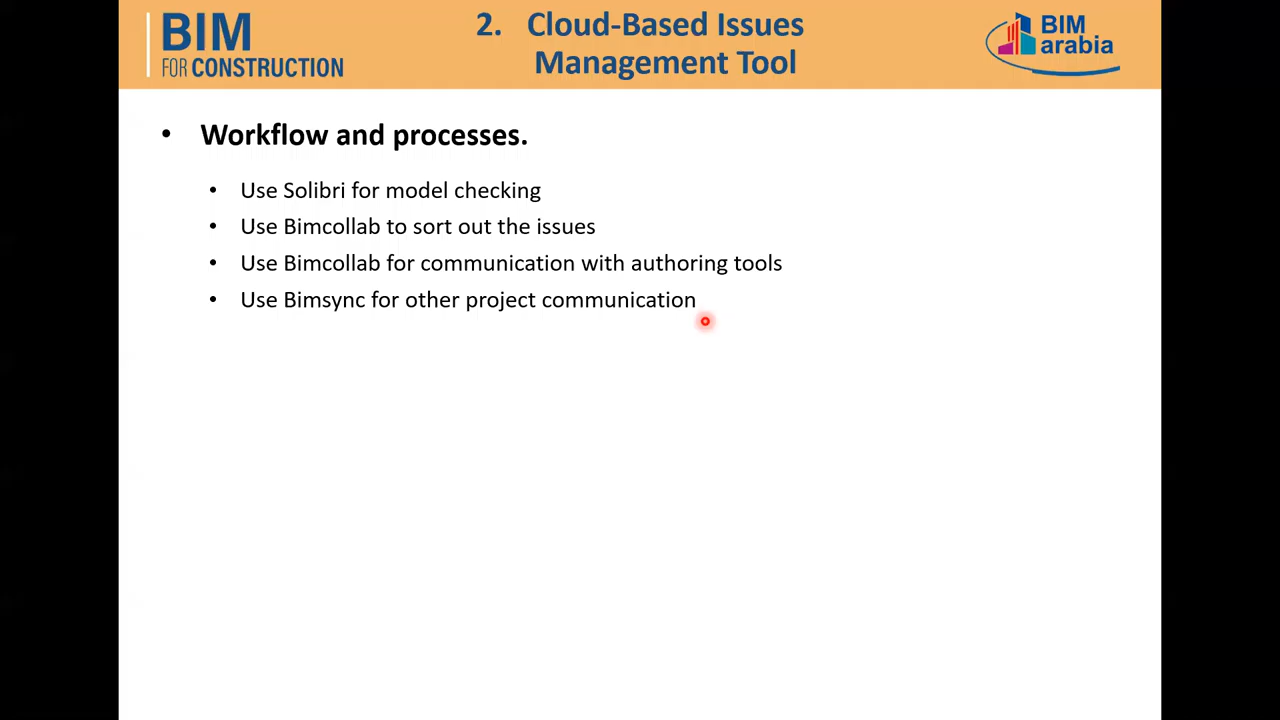 BIM
FOR CONSTRUCTION
2. Cloud-Based Issues
Management Tool
BIM
arabia
• Workflow and processes.
• Use Solibri for model checking
• Use Bimcollab to sort out the issues
• Use Bimcollab for communication with authoring tools
• Use Bimsync for other project communication